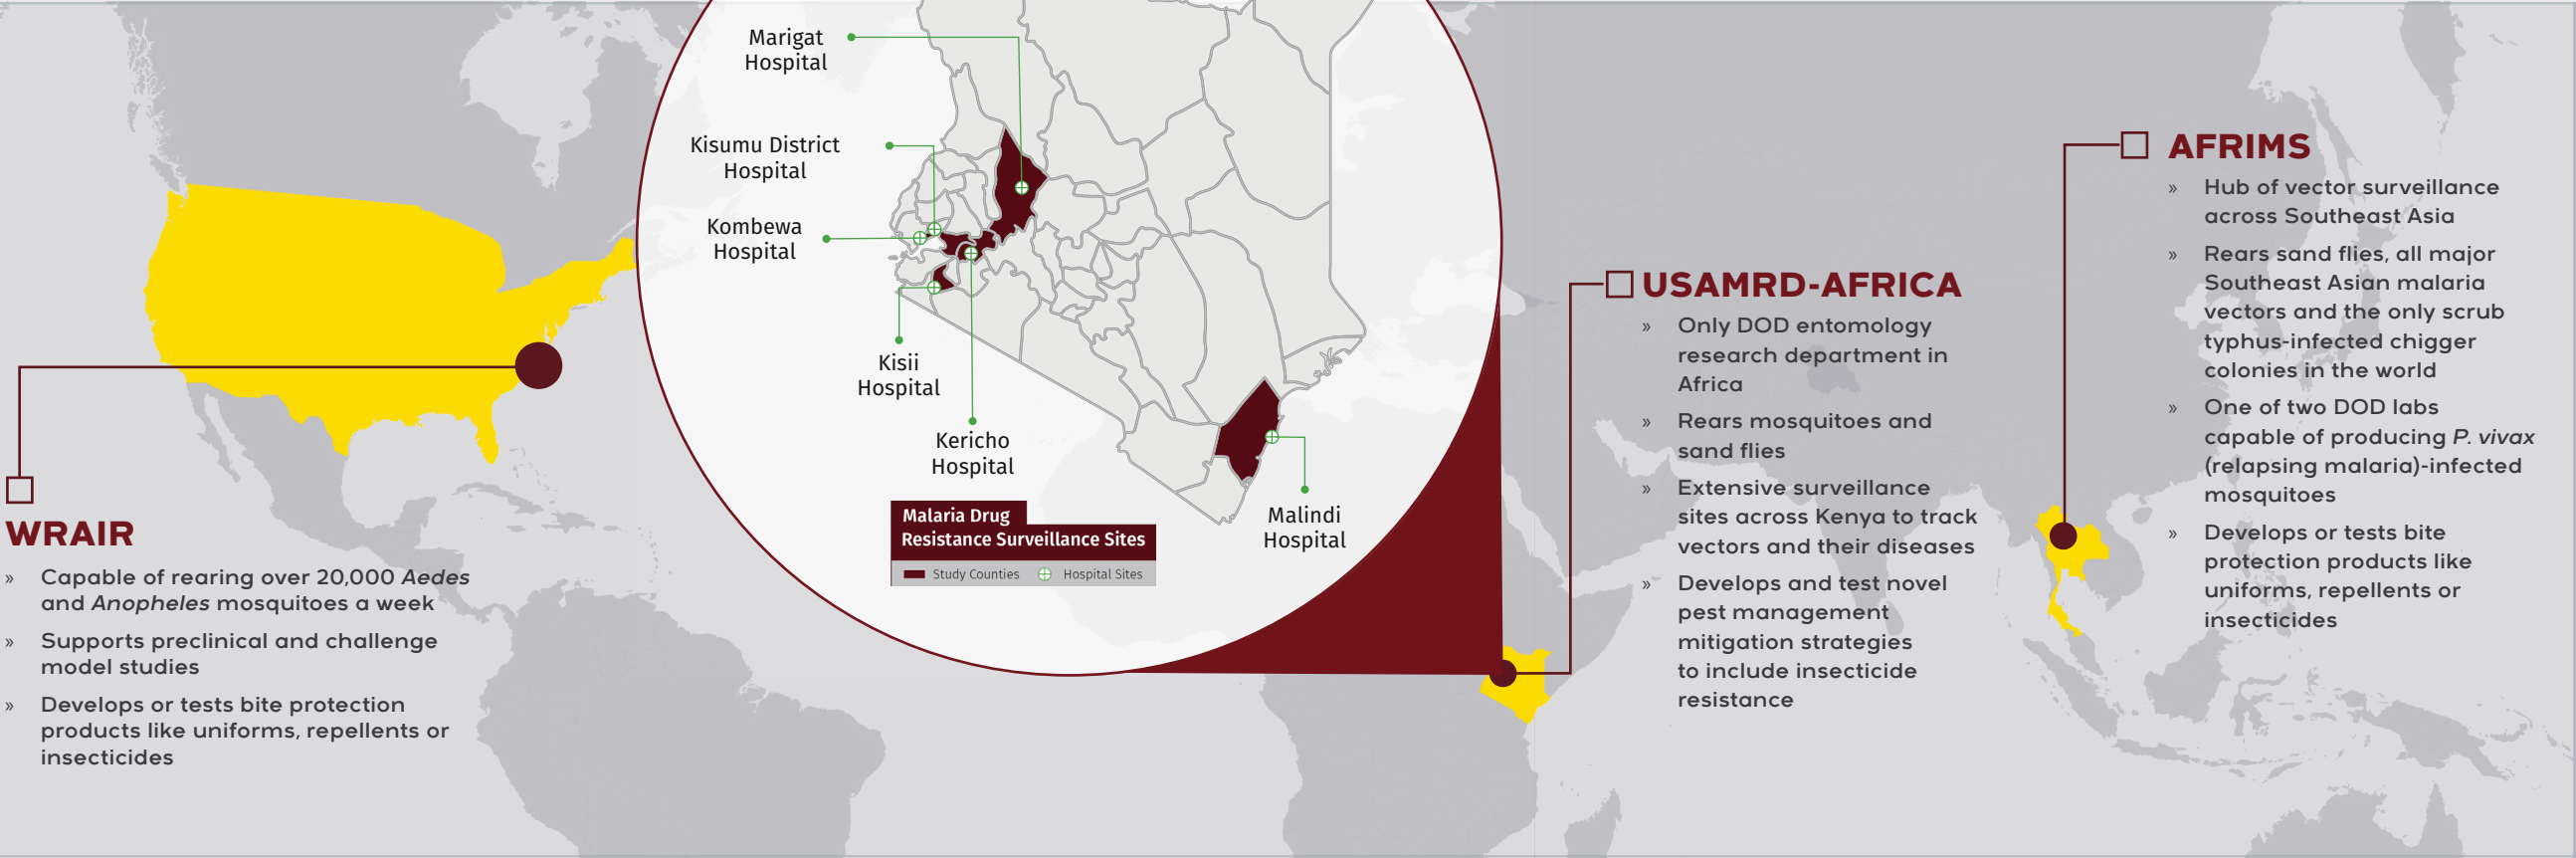 Marigat
Hospital
Kisumu District
Hospital
Kombewa
Hospital
Kisii
Hospital
Kericho
Hospital
Malindi
Hospital
Malaria Drug
Resistance Surveillance Sites
Study Counties
Hospital Sites
WRAIR
» Capable of rearing over 20,000 Aedes
and Anopheles mosquitoes a week
» Supports preclinical and challenge
model studies
» Develops or tests bite protection
products like uniforms, repellents or
insecticides
USAMRD-AFRICA
» Only DOD entomology
research department in
Africa
» Rears mosquitoes and
sand flies
» Extensive surveillance
sites across Kenya to track
vectors and their diseases
» Develops and test novel
pest management
mitigation strategies
to include insecticide
resistance
AFRIMS
» Hub of vector surveillance
across Southeast Asia
» Rears sand flies, all major
Southeast Asian malaria
vectors and the only scrub
typhus-infected chigger
colonies in the world
» One of two DOD labs
capable of producing P. vivax
(relapsing malaria)-infected
mosquitoes
» Develops or tests bite
protection products like
uniforms, repellents or
insecticides